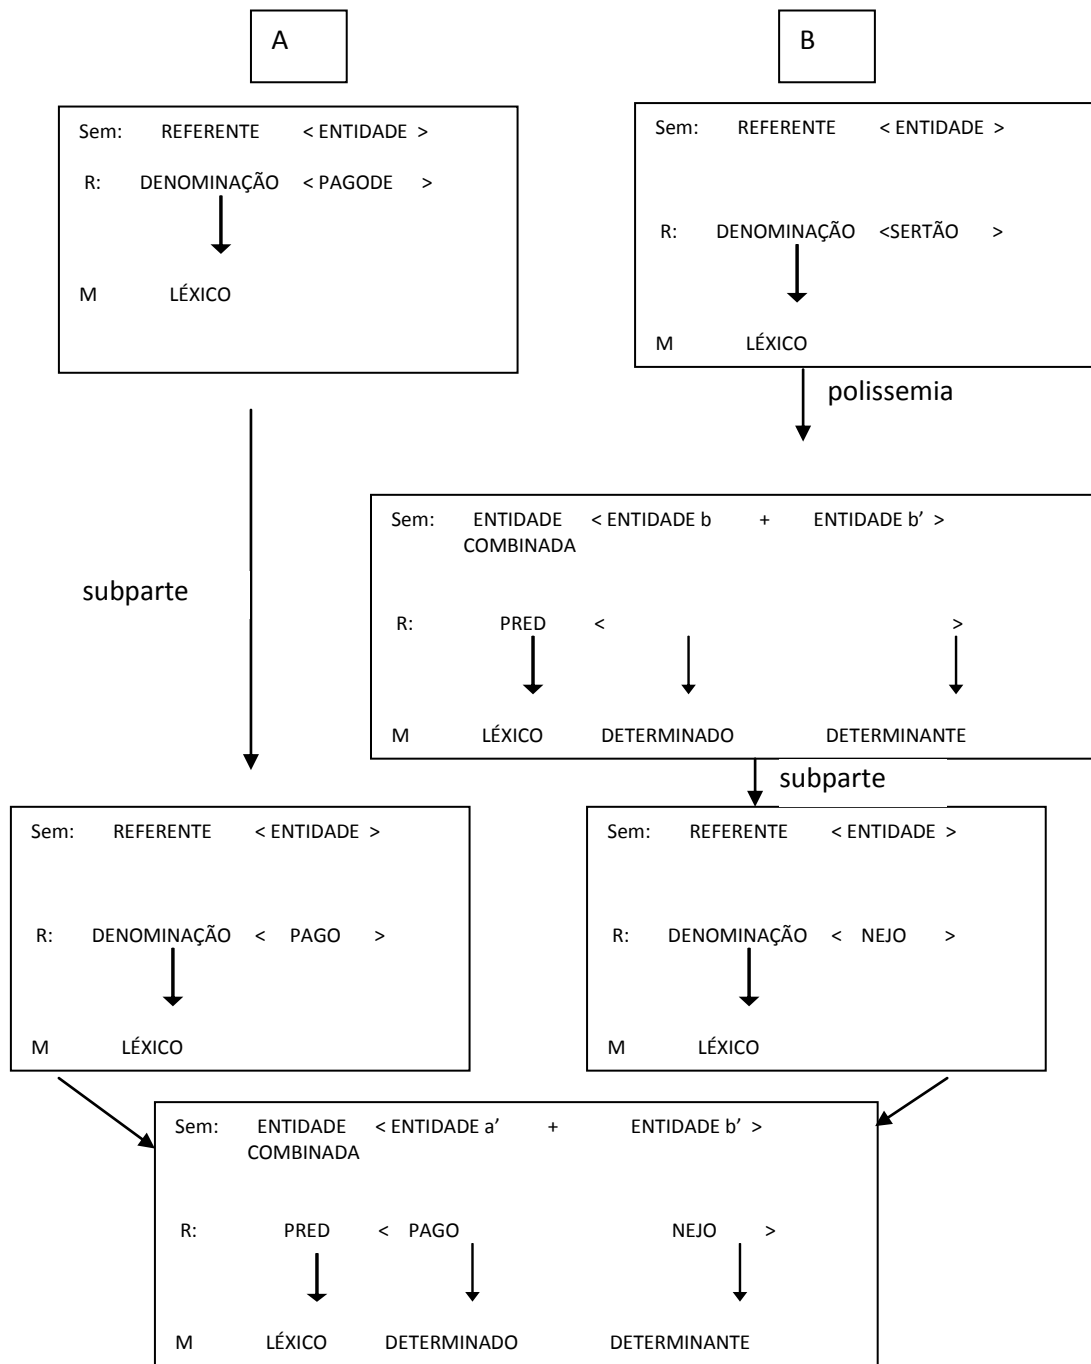 A
B
Sem: REFERENTE < ENTIDADE >
R: DENOMINAÇÃO < PAGODE >
M LÉXICO
Sem: REFERENTE < ENTIDADE >
R: DENOMINAÇÃO <SERTÃO >
M LÉXICO
polissemia
subparte
Sem: ENTIDADE < ENTIDADE b + ENTIDADE b’ >
COMBINADA
R: PRED < >
M LÉXICO DETERMINADO DETERMINANTE
subparte
Sem: REFERENTE < ENTIDADE >
R: DENOMINAÇÃO < PAGO >
M LÉXICO
Sem: REFERENTE < ENTIDADE >
R: DENOMINAÇÃO < NEJO >
M LÉXICO
Sem: ENTIDADE < ENTIDADE a’ + ENTIDADE b’ >
COMBINADA
R: PRED < PAGO NEJO >
M LÉXICO DETERMINADO DETERMINANTE